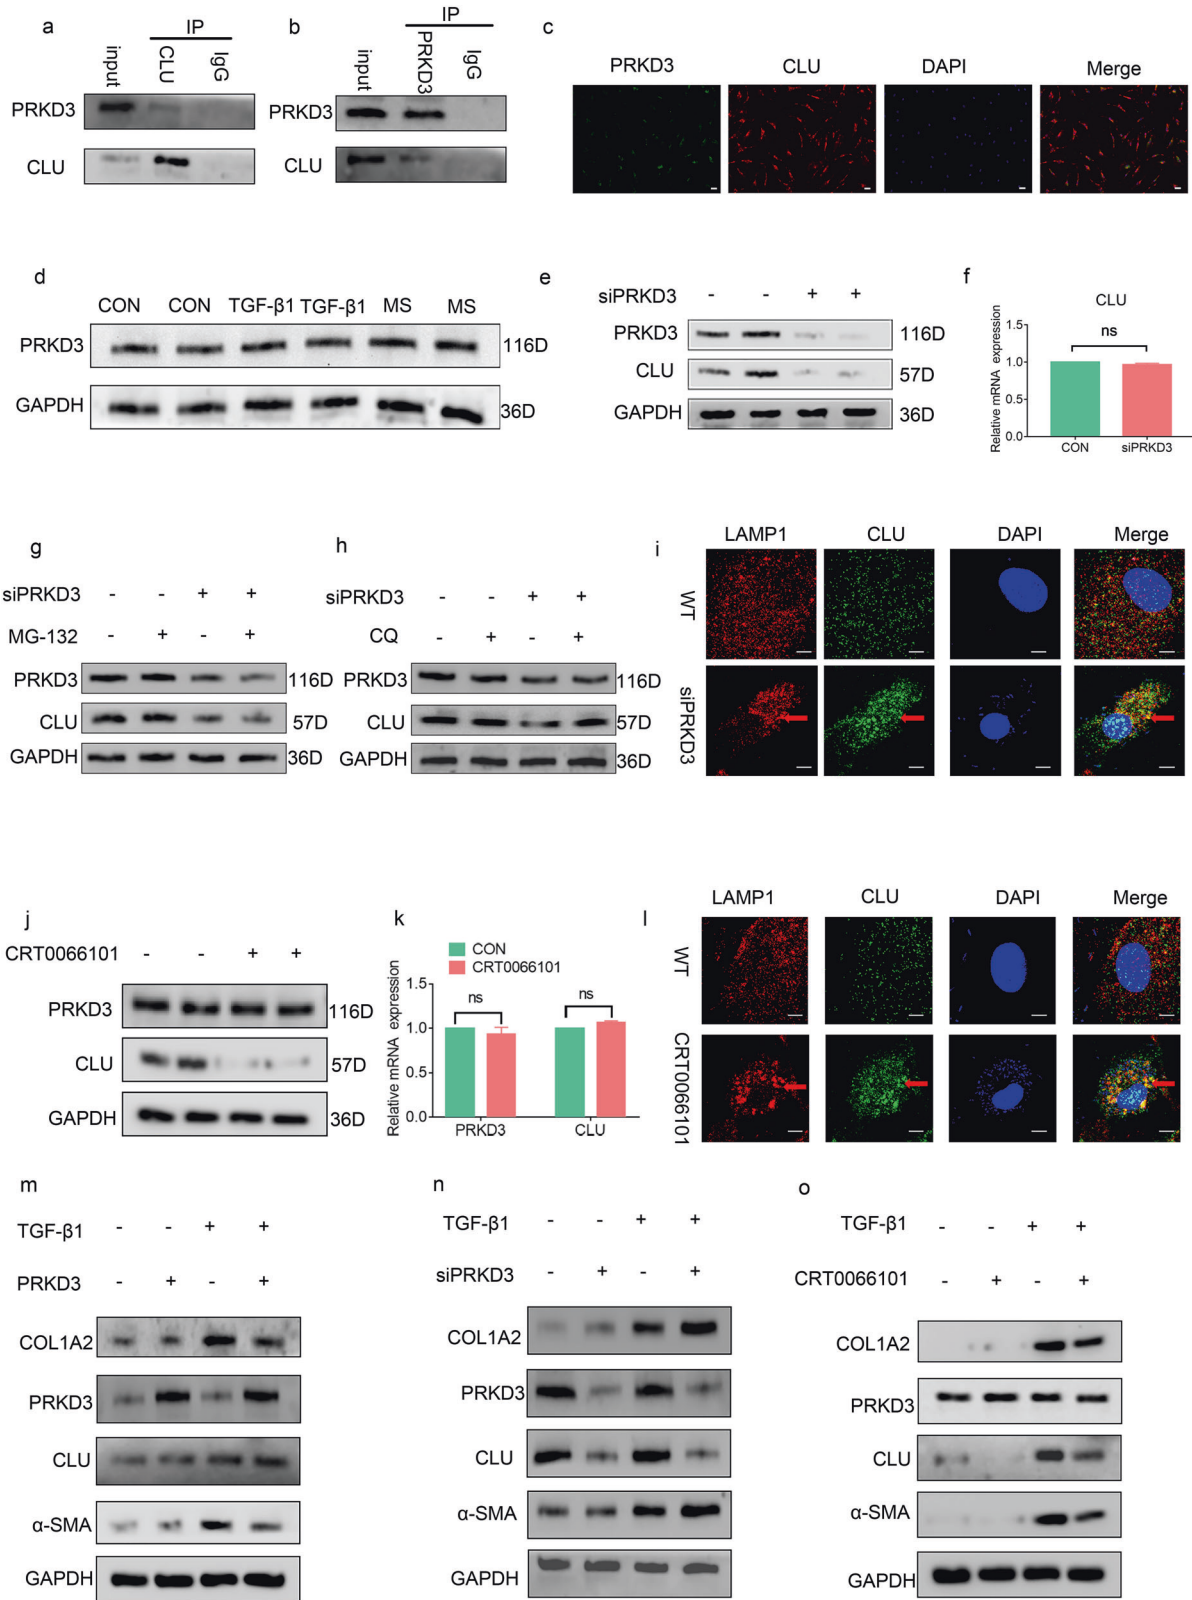 a
IP
input
CLU
IgG
PRKD3
CLU
b
IP
input
PRKD3
IgG
PRKD3
CLU
c
PRKD3 CLU DAPI Merge
d
CON CON TGF-β1 TGF-β1 MS MS
PRKD3 116D
GAPDH 36D
e
siPRKD3 - - + +
PRKD3 116D
CLU 57D
GAPDH 36D
f
CLU
Relative mRNA expression
1.5
1.0
0.5
0.0
ns
CON siPRKD3
g
siPRKD3 - - + +
MG-132 - + - +
PRKD3 116D
CLU 57D
GAPDH 36D
h
siPRKD3 - - + +
CQ - + - +
PRKD3 116D
CLU 57D
GAPDH 36D
i
LAMP1 CLU DAPI Merge
WT
siPRKD3
j
CRT0066101 - - + +
PRKD3 116D
CLU 57D
GAPDH 36D
k
CON
CRT0066101
Relative mRNA expression
1.5
1.0
0.5
0.0
ns
ns
PRKD3 CLU
l
LAMP1 CLU DAPI Merge
WT
CRT0066101
m
TGF-β1 - - + +
PRKD3 - + - +
COL1A2
PRKD3
CLU
α-SMA
GAPDH
n
TGF-β1 - - + +
siPRKD3 - + - +
COL1A2
PRKD3
CLU
α-SMA
GAPDH
o
TGF-β1 - - + +
CRT0066101 - + - +
COL1A2
PRKD3
CLU
α-SMA
GAPDH